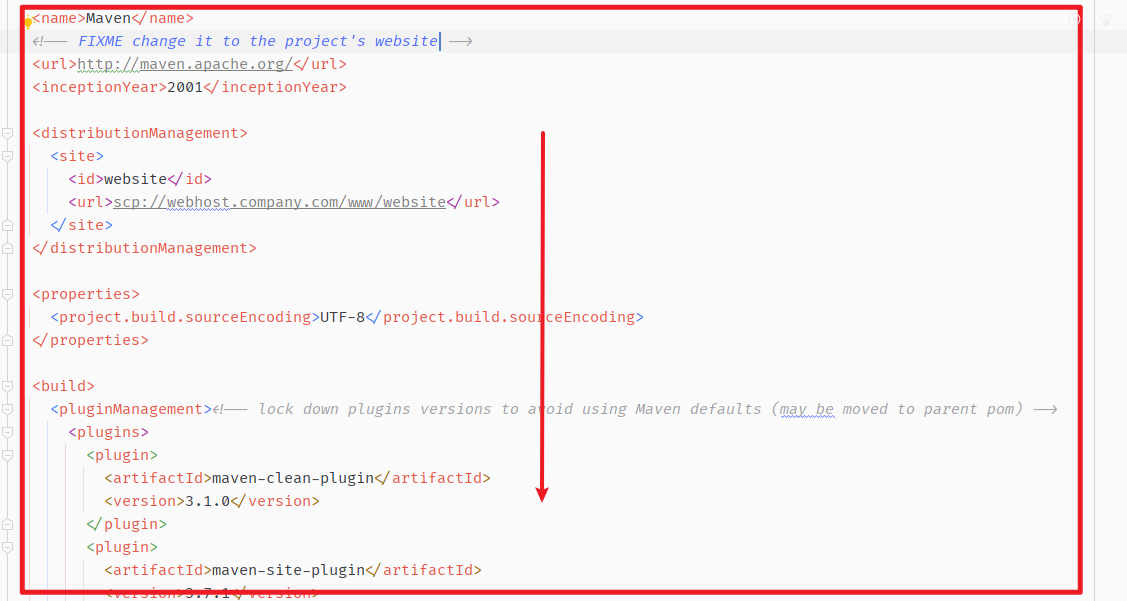 <name>Maven</name>
<!-- FIXME change it to the project's website -->
<url>http://maven.apache.org/</url>
<inceptionYear>2001</inceptionYear>
<distributionManagement>
<site>
<id>website</id>
<url>scp://webhost.company.com/www/website</url>
</site>
</distributionManagement>
<properties>
<project.build.sourceEncoding>UTF-8</project.build.sourceEncoding>
</properties>
<build>
<pluginManagement><!-- lock down plugins versions to avoid using Maven defaults (may be moved to parent pom) -->
<plugins>
<plugin>
<artifactId>maven-clean-plugin</artifactId>
<version>3.1.0</version>
</plugin>
<plugin>
<artifactId>maven-site-plugin</artifactId>
<version>3.7.1</version>